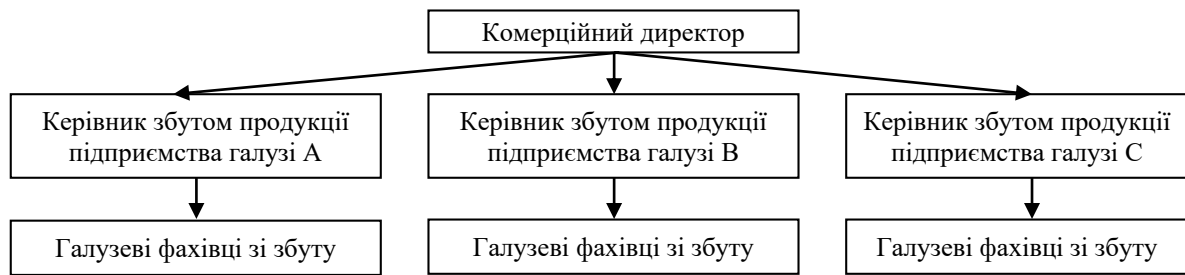 Комерційний директор
Керівник збутом продукції
підприємства галузі А
Керівник збутом продукції
підприємства галузі В
Керівник збутом продукції
підприємства галузі С
Галузеві фахівці зі збуту
Галузеві фахівці зі збуту
Галузеві фахівці зі збуту